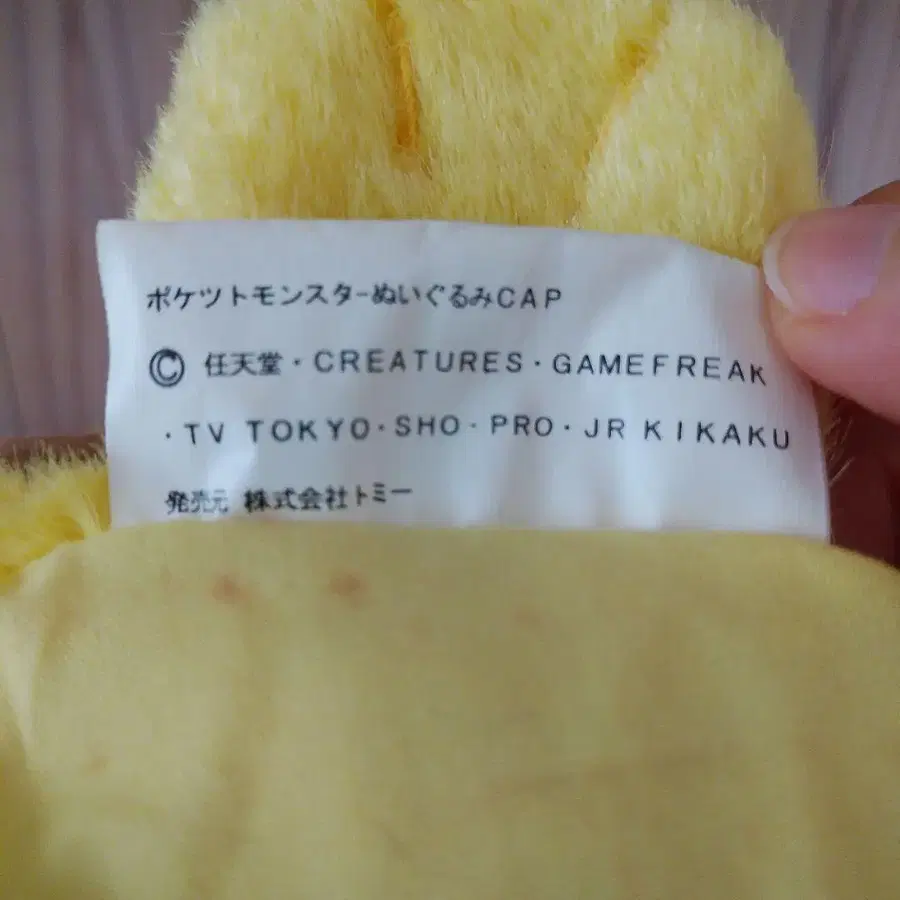 ポケツトモンスターぬいぐるみCAP
© 任天堂・CREATURES・GAMEFREAK
・TV TOKYO・SHO・PRO・JR KIKAKU
発売元 株式会社トミー